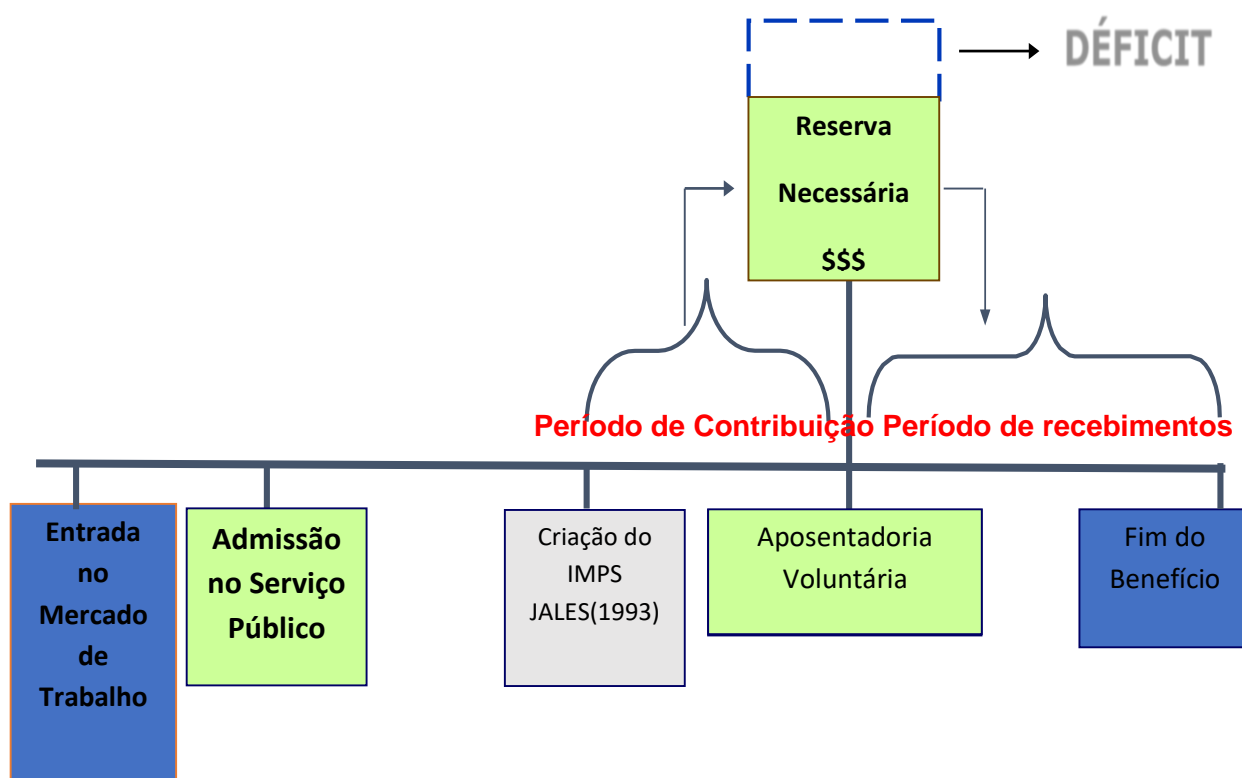 DÉFICIT
Reserva
Necessária
$$$
Período de Contribuição Período de recebimentos
Entrada
no
Mercado
de
Trabalho
Admissão
no Serviço
Público
Criação do
IMPS
JALES(1993)
Aposentadoria
Voluntária
Fim do
Benefício